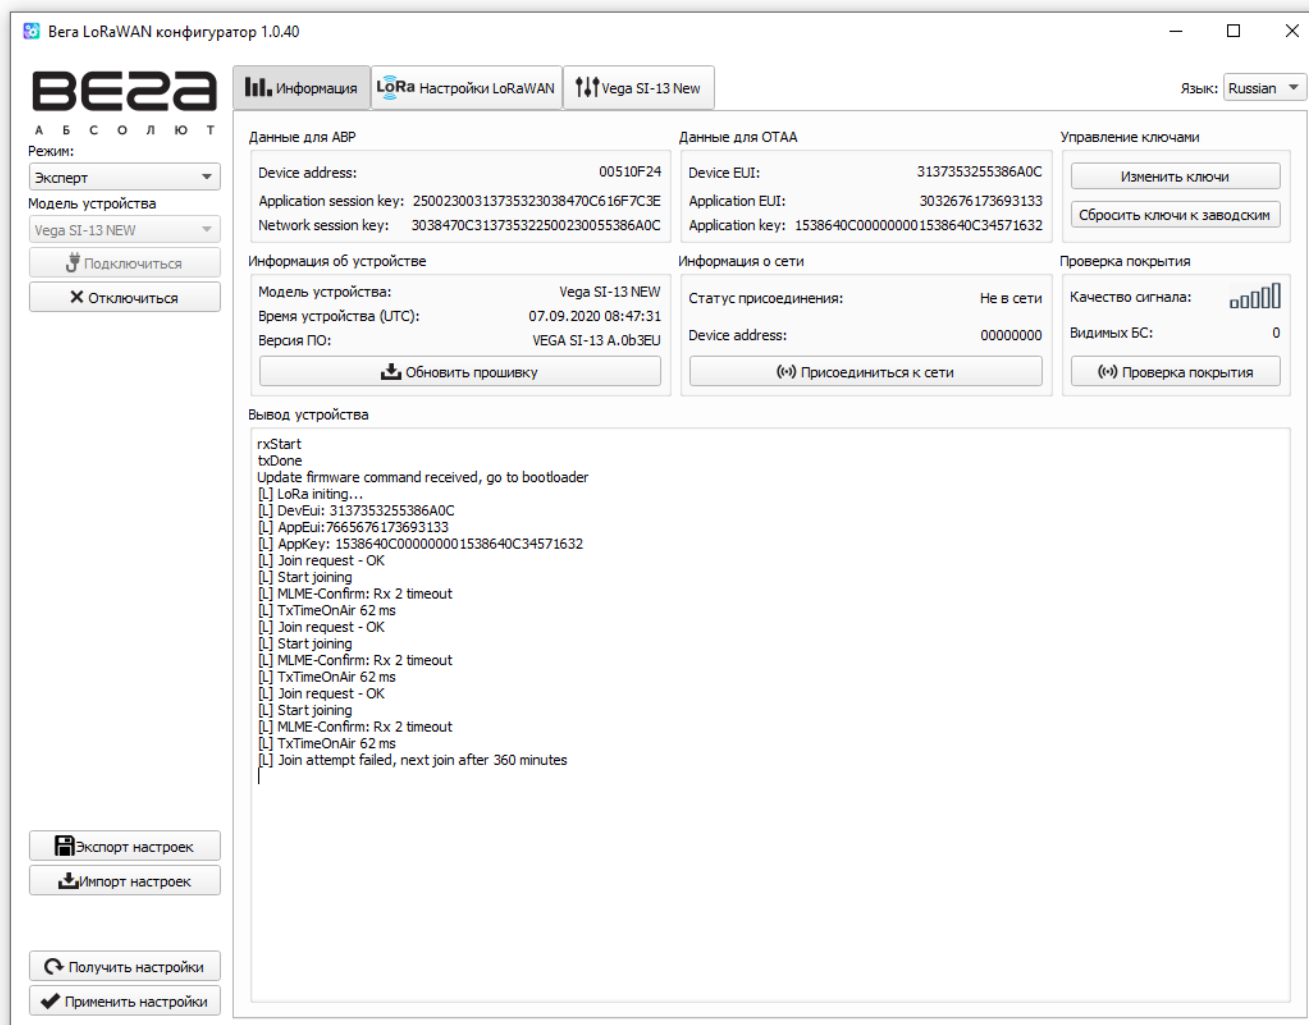 Вега LoRaWAN конфигуратор 1.0.40
ВЕГА
АБСОЛЮТ
Режим:
Эксперт
Модель устройства
Vega SI-13 NEW
Подключиться
Отключиться
Экспорт настроек
Импорт настроек
Получить настройки
Применить настройки
Информация
LoRa Настройки LoRaWAN
Vega SI-13 New
Язык: Russian
Данные для ABP
Device address: 00510F24
Application session key: 25002300313735323038470C616F7C3E
Network session key: 3038470C3137353225002300​55386A0C
Данные для OTAA
Device EUI: 3137353255386A0C
Application EUI: 3032676173693133
Application key: 1538640C000000001538640C34571632
Управление ключами
Изменить ключи
Сбросить ключи к заводским
Информация об устройстве
Модель устройства: Vega SI-13 NEW
Время устройства (UTC): 07.09.2020 08:47:31
Версия ПО: VEGA SI-13 A.0b3EU
Обновить прошивку
Информация о сети
Статус присоединения: Не в сети
Device address: 00000000
Присоединиться к сети
Проверка покрытия
Качество сигнала:
Видимых БС: 0
Проверка покрытия
Вывод устройства
rxStart
txDone
Update firmware command received, go to bootloader
[L] LoRa initing...
[L] DevEui: 3137353255386A0C
[L] AppEui:7665676173693133
[L] AppKey: 1538640C000000001538640C34571632
[L] Join request - OK
[L] Start joining
[L] MLME-Confirm: Rx 2 timeout
[L] TxTimeOnAir 62 ms
[L] Join request - OK
[L] Start joining
[L] MLME-Confirm: Rx 2 timeout
[L] TxTimeOnAir 62 ms
[L] Join request - OK
[L] Start joining
[L] MLME-Confirm: Rx 2 timeout
[L] TxTimeOnAir 62 ms
[L] Join attempt failed, next join after 360 minutes